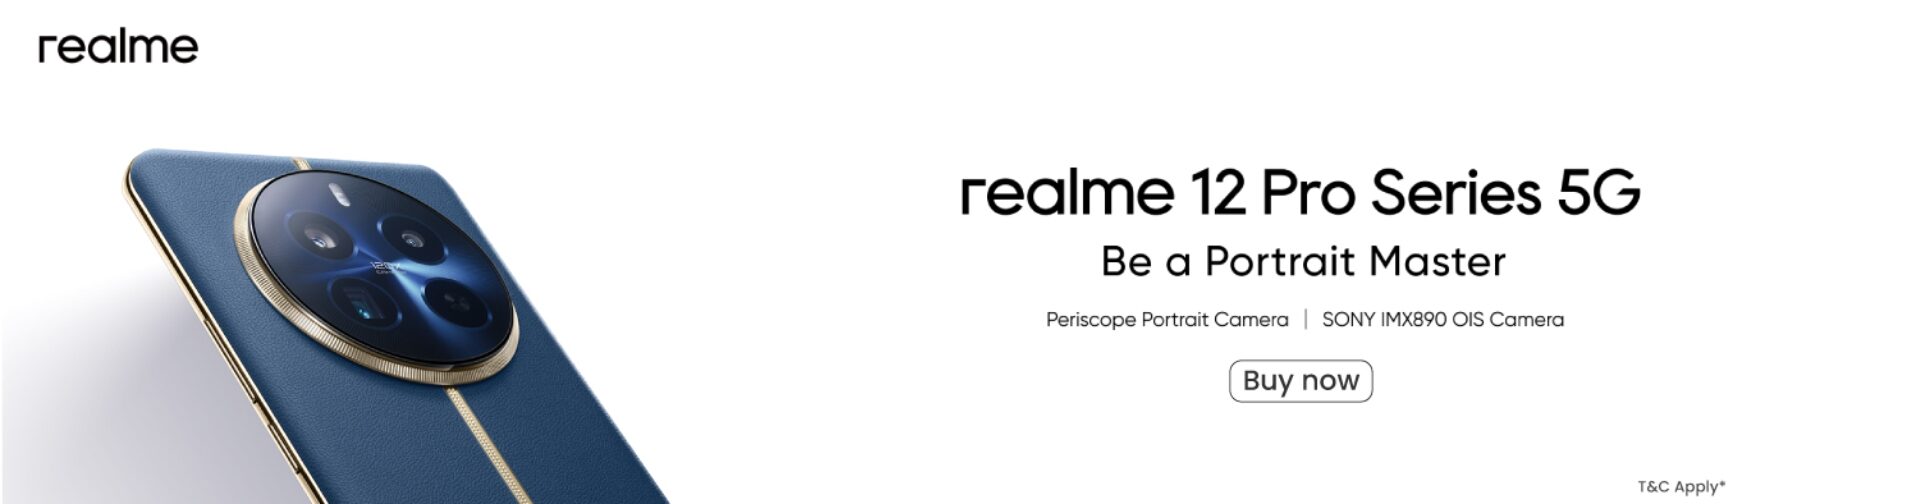 realme
realme 12 Pro Series 5G
Be a Portrait Master
Periscope Portrait Camera | SONY IMX890 OIS Camera
Buy now
T&C Apply*
120X